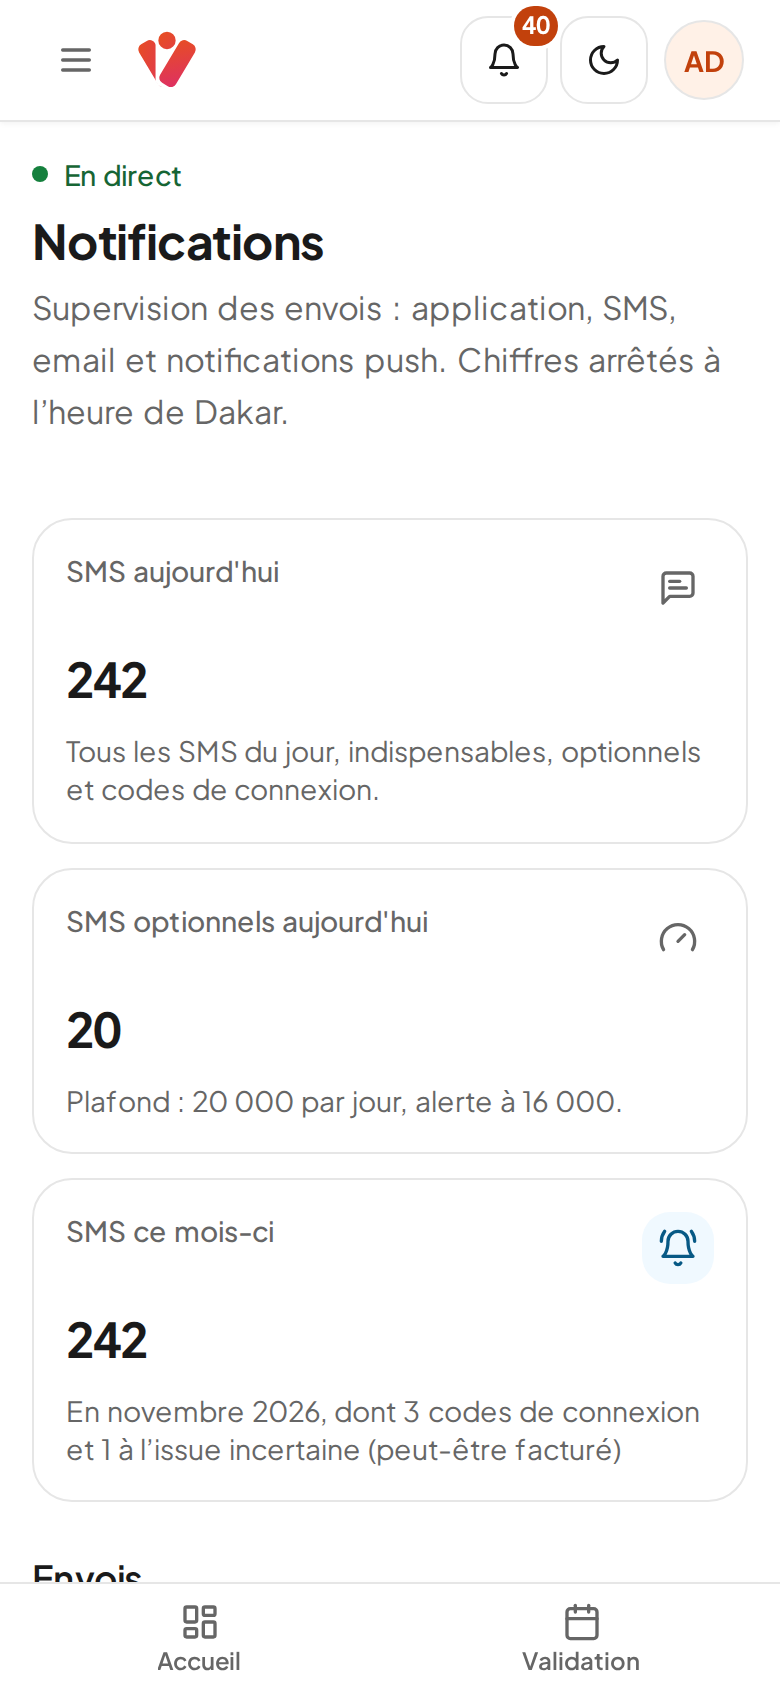 40
AD
En direct
Notifications
Supervision des envois : application, SMS,
email et notifications push. Chiffres arrêtés à
l’heure de Dakar.
SMS aujourd'hui
242
Tous les SMS du jour, indispensables, optionnels
et codes de connexion.
SMS optionnels aujourd'hui
20
Plafond : 20 000 par jour, alerte à 16 000.
SMS ce mois-ci
242
En novembre 2026, dont 3 codes de connexion
et 1 à l’issue incertaine (peut-être facturé)
Envois
Accueil
Validation